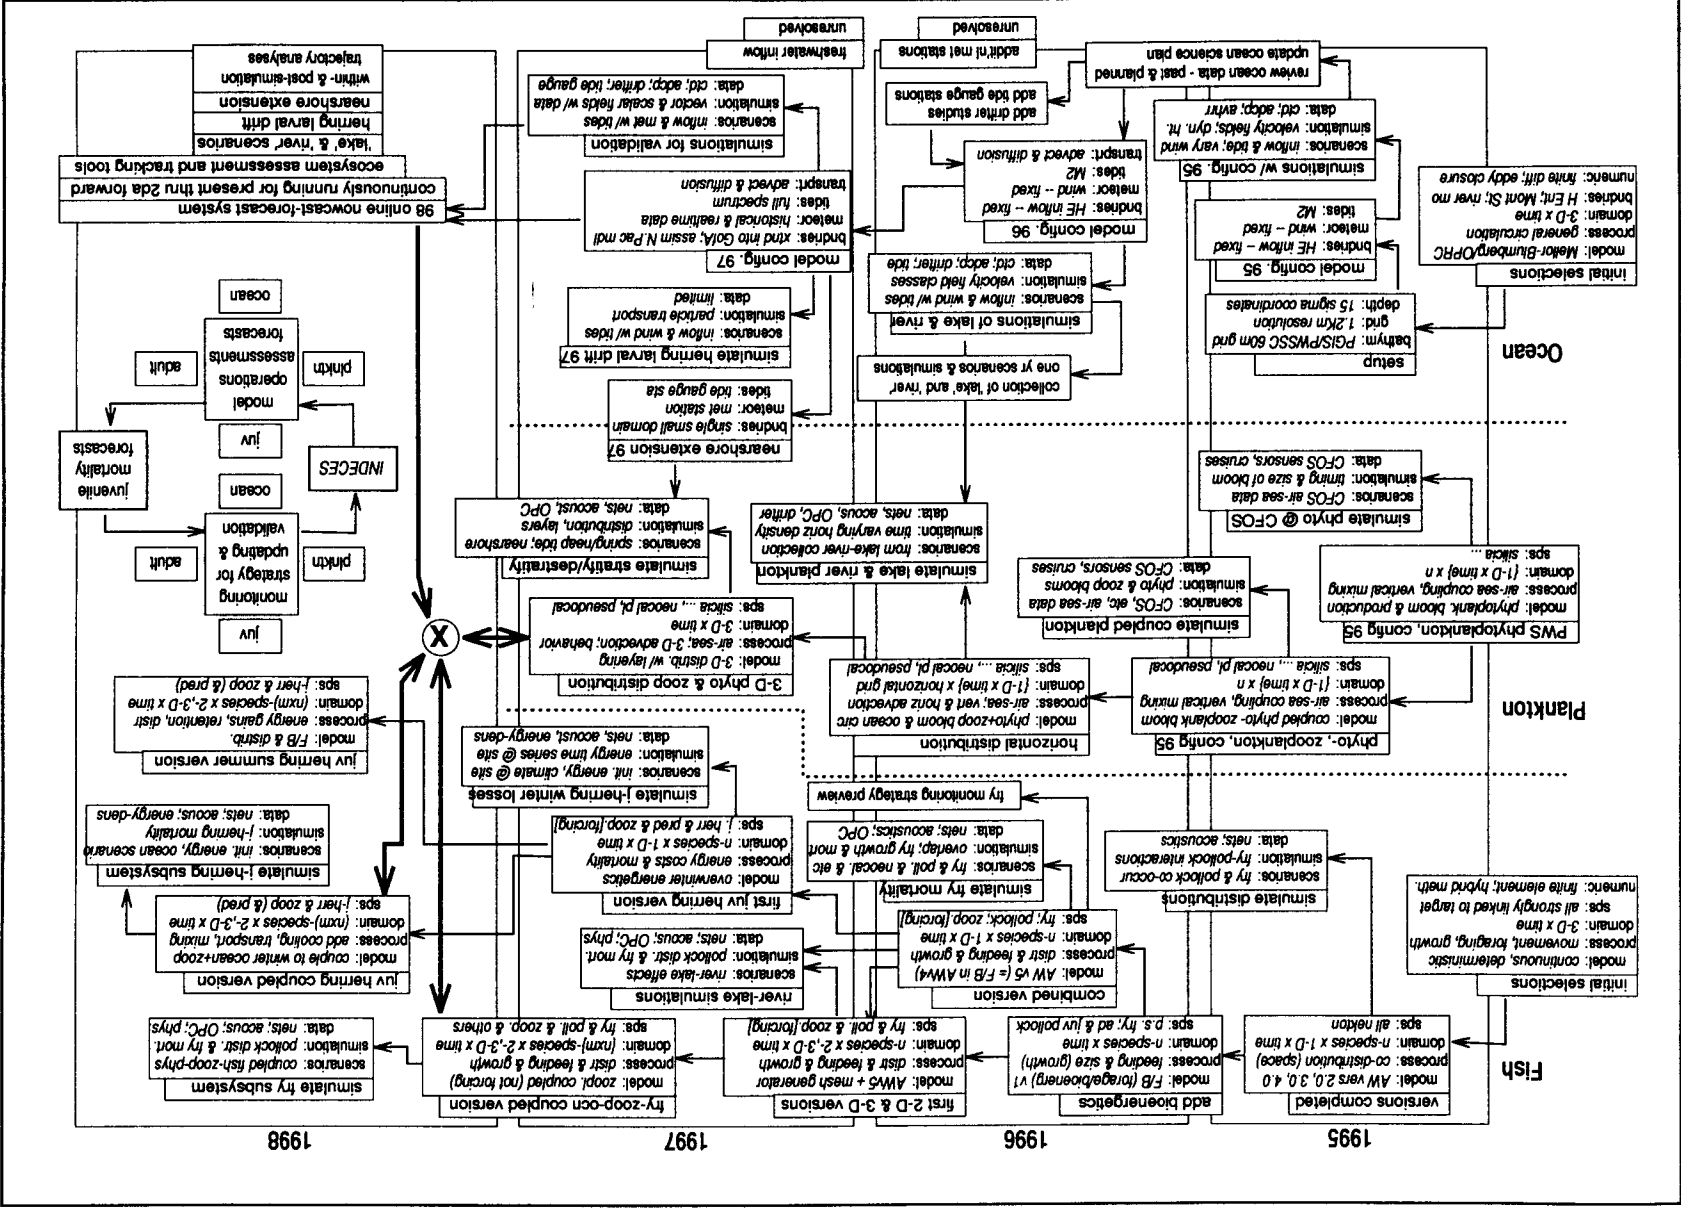 1995
1996
1997
1998
Fish
versions completed
model: AW vers 2.0, 3.0, 4.0
process: co-distribution (space)
domain: n-species x 1-D x time
sps: all nekton
add bioenergetics
model: F/B (forage/bioenerg) v1
process: feeding & size (growth)
domain: n-species x time
sps: p.s. fry; ad & juv pollock
first 2-D & 3-D versions
model: AWv5 + mesh generator
process: distr & feeding & growth
domain: n-species x 2-,3-D x time
sps: fry & poll. & zoop. [forcing]
fry-zoop-ocn coupled version
model: zoopl. coupled (not forcing)
process: distr & feeding & growth
domain: (nxm)-species x 2-,3-D x time
sps: fry & poll. & zoop. & others
simulate fry subsystem
scenarios: coupled fish-zoop-phys
simulation: pollock distr. & fry mort.
data: nets; acous; OPC; phys
initial selections
model: continuous, deterministic
process: movement, foraging, growth
domain: 3-D x time
sps: all strongly linked to target
numeric: finite element; hybrid meth.
combined version
model: AW v5 (= F/B in AWv4)
process: distr & feeding & growth
domain: n-species x 1-D x time
sps: fry; pollock; zoop. [forcing]
river-lake simulations
scenarios: river-lake effects
simulation: pollock distr. & fry mort.
data: nets; acous; OPC; phys
juv herring coupled version
model: couple to winter ocean+zoop
process: add cooling, transport, mixing
domain: (nxm)-species x 2-,3-D x time
sps: j-herr & zoop (& pred)
simulate distributions
scenarios: fry & pollock co-occur
simulation: fry-pollock interactions
data: nets; acoustics
simulate fry mortality
scenarios: fry & poll. & neocal. & etc
simulation: overlap; fry growth & mort
data: nets; acoustics; OPC
first juv herring version
model: overwinter energetics
process: energy costs & mortality
domain: n-species x 1-D x time
sps: j. herr & pred & zoop.[forcing]
simulate j-herring subsystem
scenarios: init. energy, ocean scenario
simulation: j-herring mortality
data: nets; acous; energy-dens
fry monitoring strategy preview
simulate j-herring winter losses
scenarios: init. energy, climate @ site
simulation: energy time series @ site
data: nets, acoust, energy-dens
juv herring summer version
model: F/B & distrib.
process: energy gains, retention, distr
domain: (nxm)-species x 2-,3-D x time
sps: j-herr & zoop (& pred)
Plankton
phyto-, zooplankton, config 95
model: coupled phyto- zooplank bloom
process: air-sea coupling, vertical mixing
domain: {1-D x time} x n
sps: silicia ..., neocal pl, pseudocal
horizontal distribution
model: phyto+zoop bloom & ocean circ
process: air-sea, vert & horiz advection
domain: {1-D x time} x horizontal grid
sps: silicia ..., neocal pl, pseudocal
3-D phyto & zoop distribution
model: 3-D distrib. w/ layering
process: air-sea; 3-D advection; behavior
domain: 3-D x time
sps: silicia ..., neocal pl, pseudocal
X
PWS phytoplankton, config 95
model: phytoplank. bloom & production
process: air-sea coupling, vertical mixing
domain: {1-D x time} x n
sps: silicia ...
simulate coupled plankton
scenarios: CFOS, etc, air-sea data
simulation: phyto & zoop blooms
data: CFOS sensors, cruises
simulate lake & river plankton
scenarios: from lake-river collection
simulation: time varying horiz density
data: nets, acous, OPC, drifter
simulate stratify/destratify
scenarios: spring/neap tide; nearshore
simulation: distribution, layers
data: nets, acoust, OPC
simulate phyto @ CFOS
scenarios: CFOS air-sea data
simulation: timing & size of bloom
data: CFOS sensors, cruises
juv
plnktn
monitoring
strategy for
updating &
validation
adult
ocean
INDECES
juvenile
mortality
forecasts
juv
plnktn
model
operations
assessments
forecasts
adult
ocean
Ocean
setup
bathym: PGIS/PWSSC 60m grid
grid: 1.2Km resolution
depth: 15 sigma coordinates
collection of 'lake' and 'river'
one yr scenarios & simulations
nearshore extension 97
bndries: single small domain
meteor: met station
tides: tide gauge sta
simulations of lake & river
scenarios: inflow & wind w/ tides
simulation: velocity field classes
data: ctd, adcp, drifter, tide
simulate herring larval drift 97
scenarios: inflow & wind w/ tides
simulation: particle transport
data: limited
initial selections
model: Mellor-Blumberg/OPRC
process: general circulation
domain: 3-D x time
bndries: H Ent; Mont St; river mo
numeric: finite diff; eddy closure
model config. 95
bndries: HE inflow -- fixed
meteor: wind -- fixed
tides: M2
model config. 96
bndries: HE inflow -- fixed
meteor: wind -- fixed
tides: M2
transprt: advect & diffusion
model config. 97
bndries: xtnd into GofA; assim N.Pac mdl
meteor: historical & realtime data
tides: full spectrum
transprt: advect & diffusion
98 online nowcast-forecast system
continuously running for present thru 2da forward
ecosystem assessment and tracking tools
'lake' & 'river' scenarios
herring larval drift
nearshore extension
within- & post-simulation
trajectory analyses
simulations w/ config 95
scenarios: inflow & tide; vary wind
simulation: velocity fields; dyn. ht.
data: ctd; adcp; avhrr
add drifter studies
add tide gauge stations
simulations for validation
scenarios: inflow & met w/ tides
simulation: vector & scalar fields w/ data
data: ctd; adcp; drifter; tide gauge
review ocean data - past & planned
update ocean science plan
addit'nl met stations
unresolved
freshwater inflow
unresolved